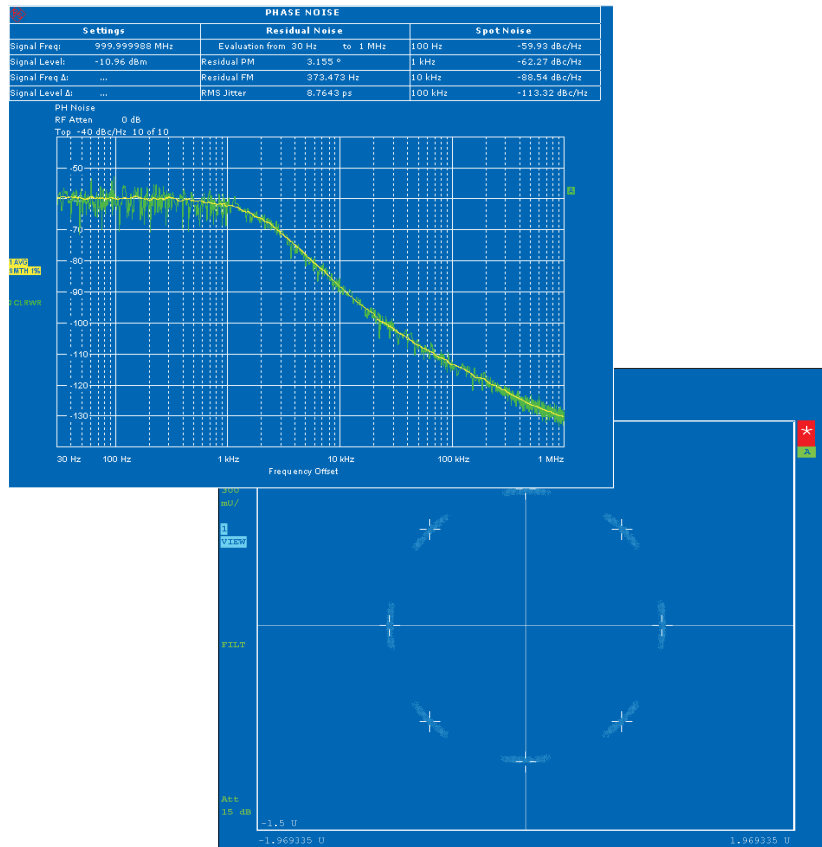 PHASE NOISE
Settings Residual Noise Spot Noise
Signal Freq: 999.999988 MHz Evaluation from 30 Hz to 1 MHz 100 Hz -59.93 dBc/Hz
Signal Level: -10.96 dBm Residual PM 3.155 ° 1 kHz -62.27 dBc/Hz
Signal Freq Δ: ... Residual FM 373.473 Hz 10 kHz -88.54 dBc/Hz
Signal Level Δ: ... RMS Jitter 8.7643 ps 100 kHz -113.32 dBc/Hz
PH Noise
RF Atten 0 dB
Top -40 dBc/Hz 10 of 10
-50
A
-70
-80
1 AVG
SMTH 1%
-90
CLRWR
-100
-110
-120
-130
30 Hz 100 Hz 1 kHz 10 kHz 100 kHz 1 MHz
Frequency Offset
A
300
mU/
1
VIEW
FILT
Att
15 dB
-1.5 U
-1.969335 U 1.969335 U